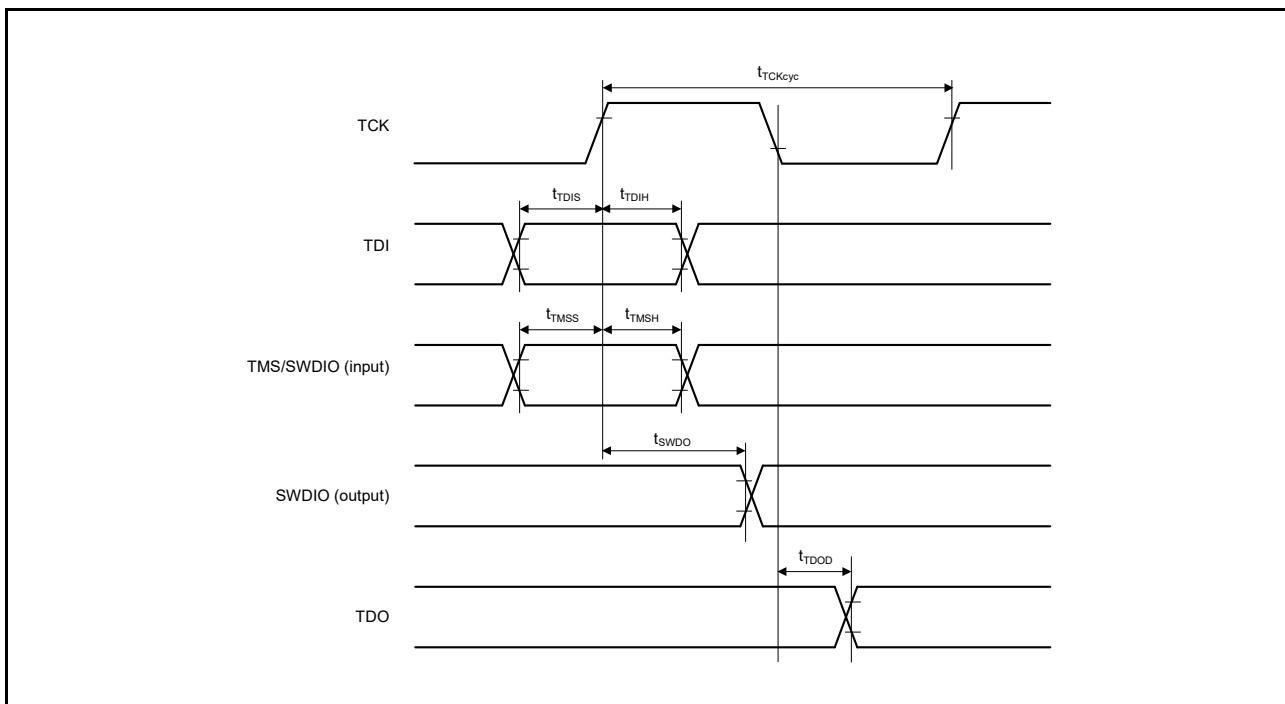 tTCKcyc
TCK
tTDIS tTDIH
TDI
tTMSS tTMSH
TMS/SWDIO (input)
tSWDO
SWDIO (output)
tTDOD
TDO